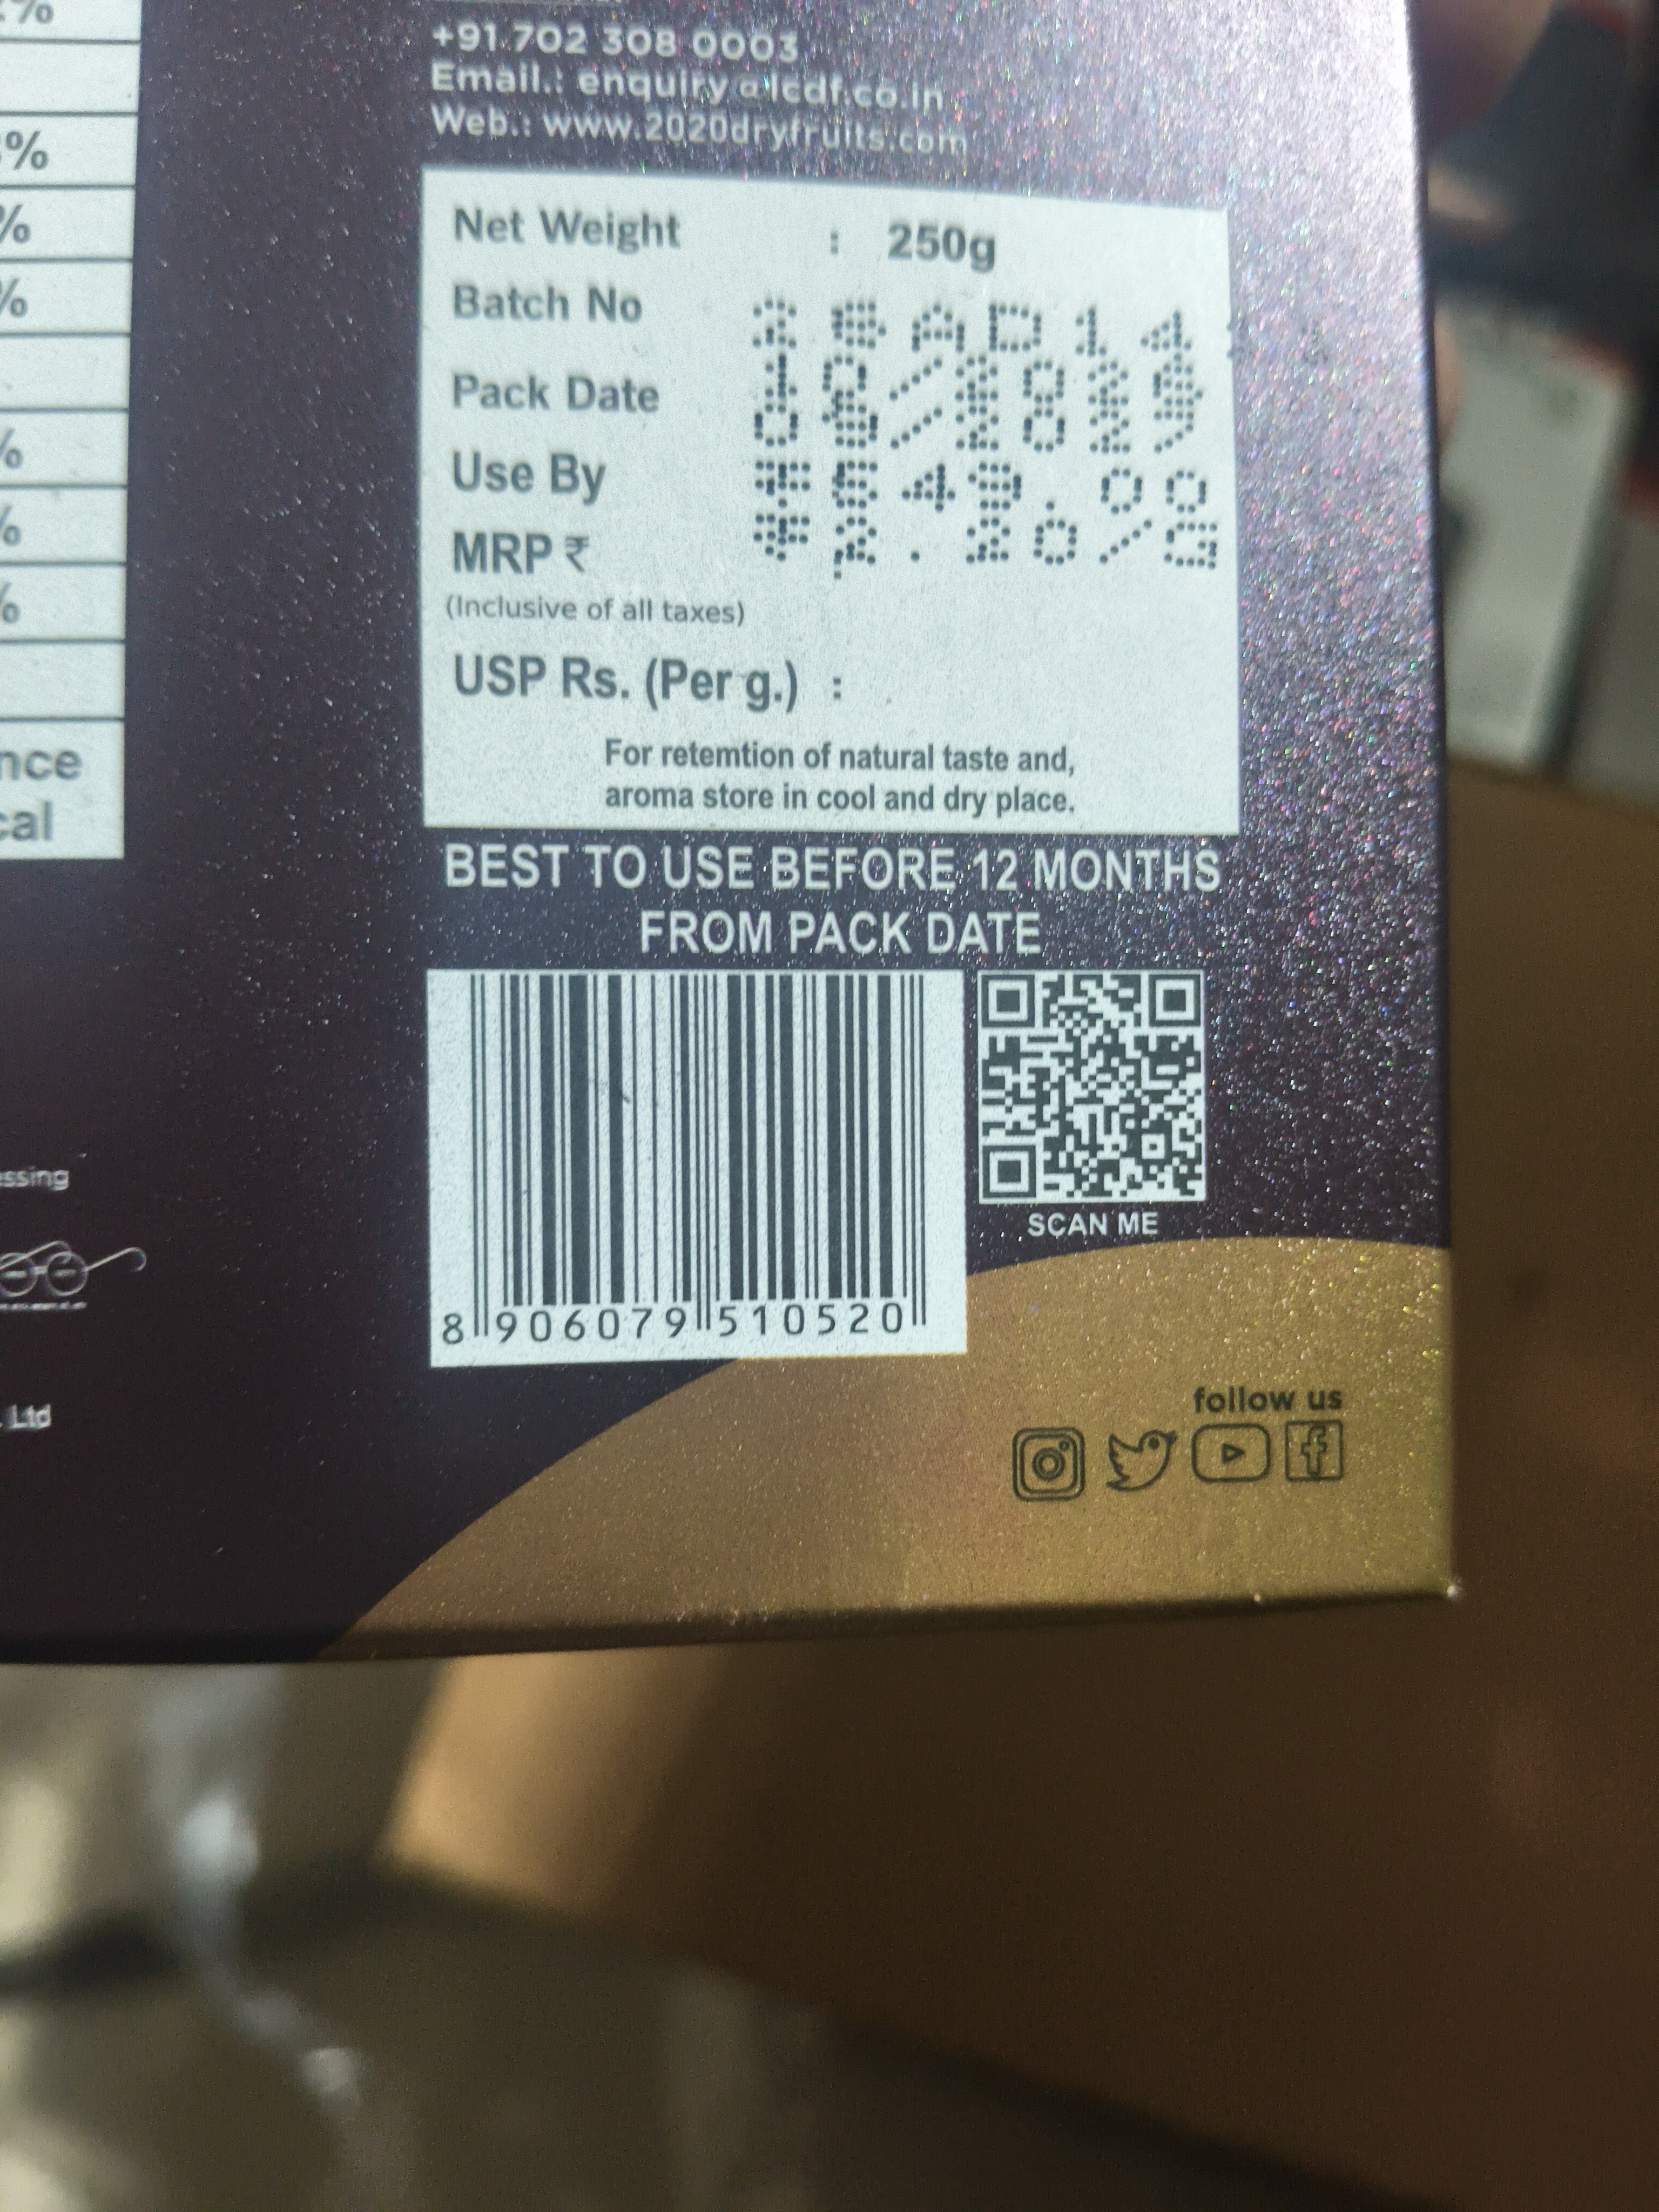 %
+91 702 308 0003
Email.: enquiry@lcdf.co.in
Web.: www.2020dryfruits.com
%
%
%
%
%
%
nce
cal
Net Weight : 250g
Batch No
Pack Date
Use By
MRP ₹
(Inclusive of all taxes)
USP Rs. (Per g.) :
For retemtion of natural taste and,
aroma store in cool and dry place.
BEST TO USE BEFORE 12 MONTHS
FROM PACK DATE
8 906079 510520
SCAN ME
essing
Ltd
follow us